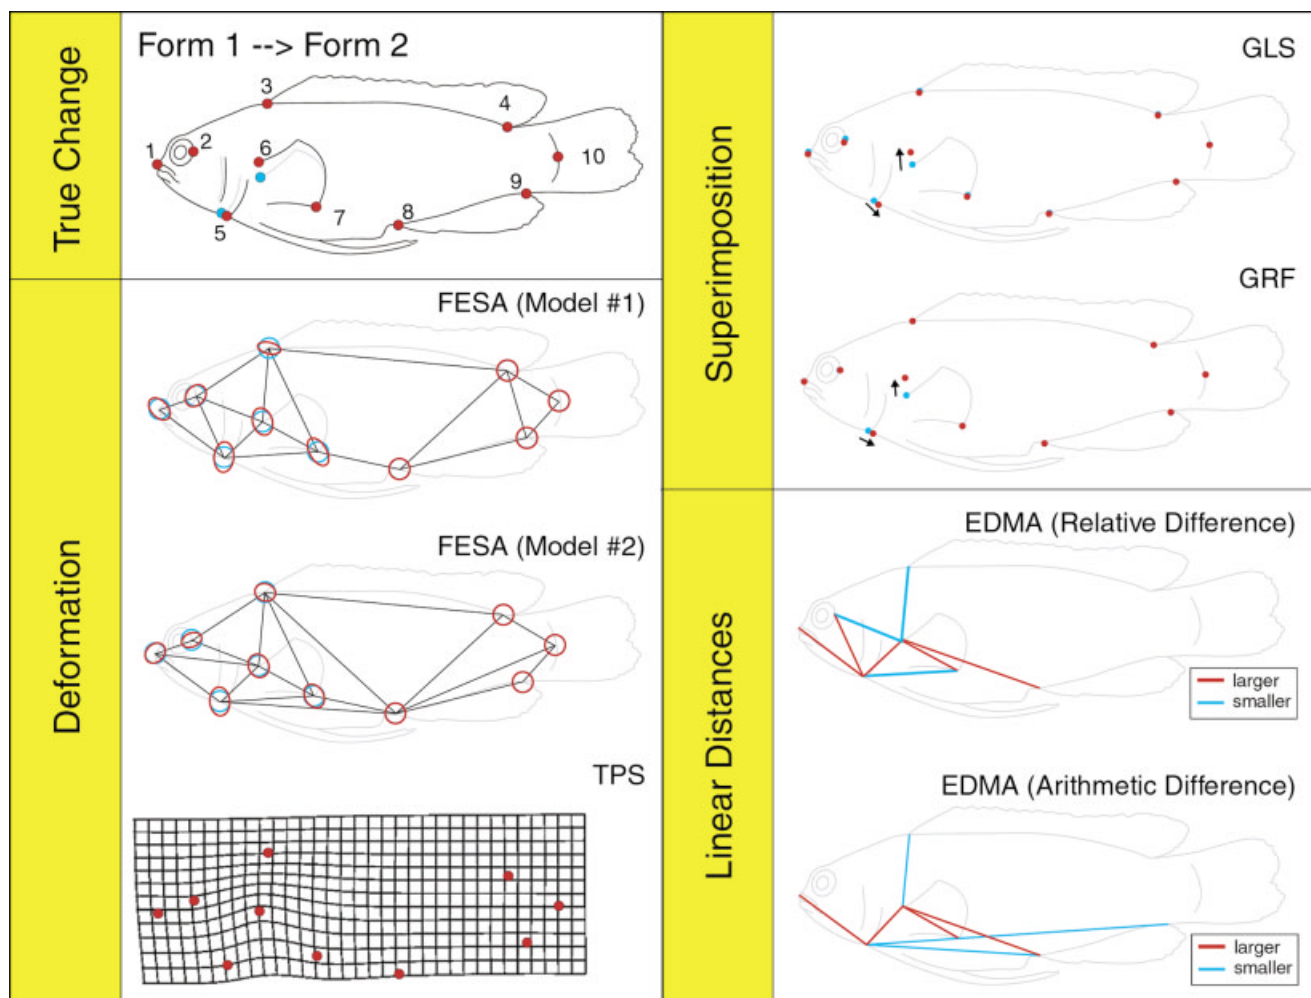 True Change
Form 1 --> Form 2
1
2
3
4
5
6
7
8
9
10
Deformation
FESA (Model #1)
FESA (Model #2)
TPS
Superimposition
GLS
GRF
Linear Distances
EDMA (Relative Difference)
larger
smaller
EDMA (Arithmetic Difference)
larger
smaller